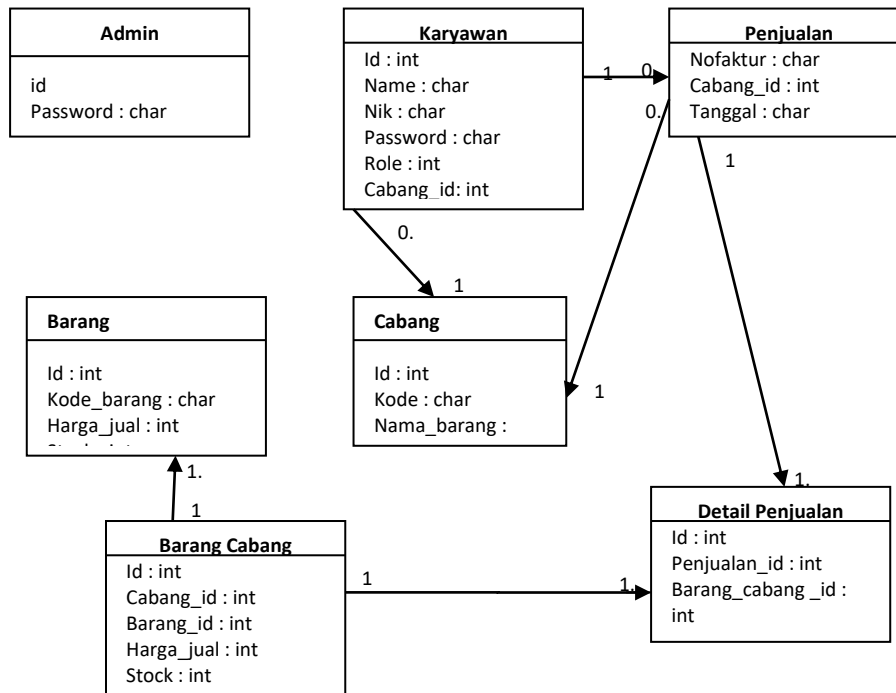 Admin
id
Password : char
Karyawan
Id : int
Name : char
Nik : char
Password : char
Role : int
Cabang_id: int
Penjualan
Nofaktur : char
Cabang_id : int
Tanggal : char
1
0.
0.
1
0.
1
1
Barang
Id : int
Kode_barang : char
Harga_jual : int
Cabang
Id : int
Kode : char
Nama_barang :
1.
1
1.
Barang Cabang
Id : int
Cabang_id : int
Barang_id : int
Harga_jual : int
Stock : int
1
1.
Detail Penjualan
Id : int
Penjualan_id : int
Barang_cabang _id :
int